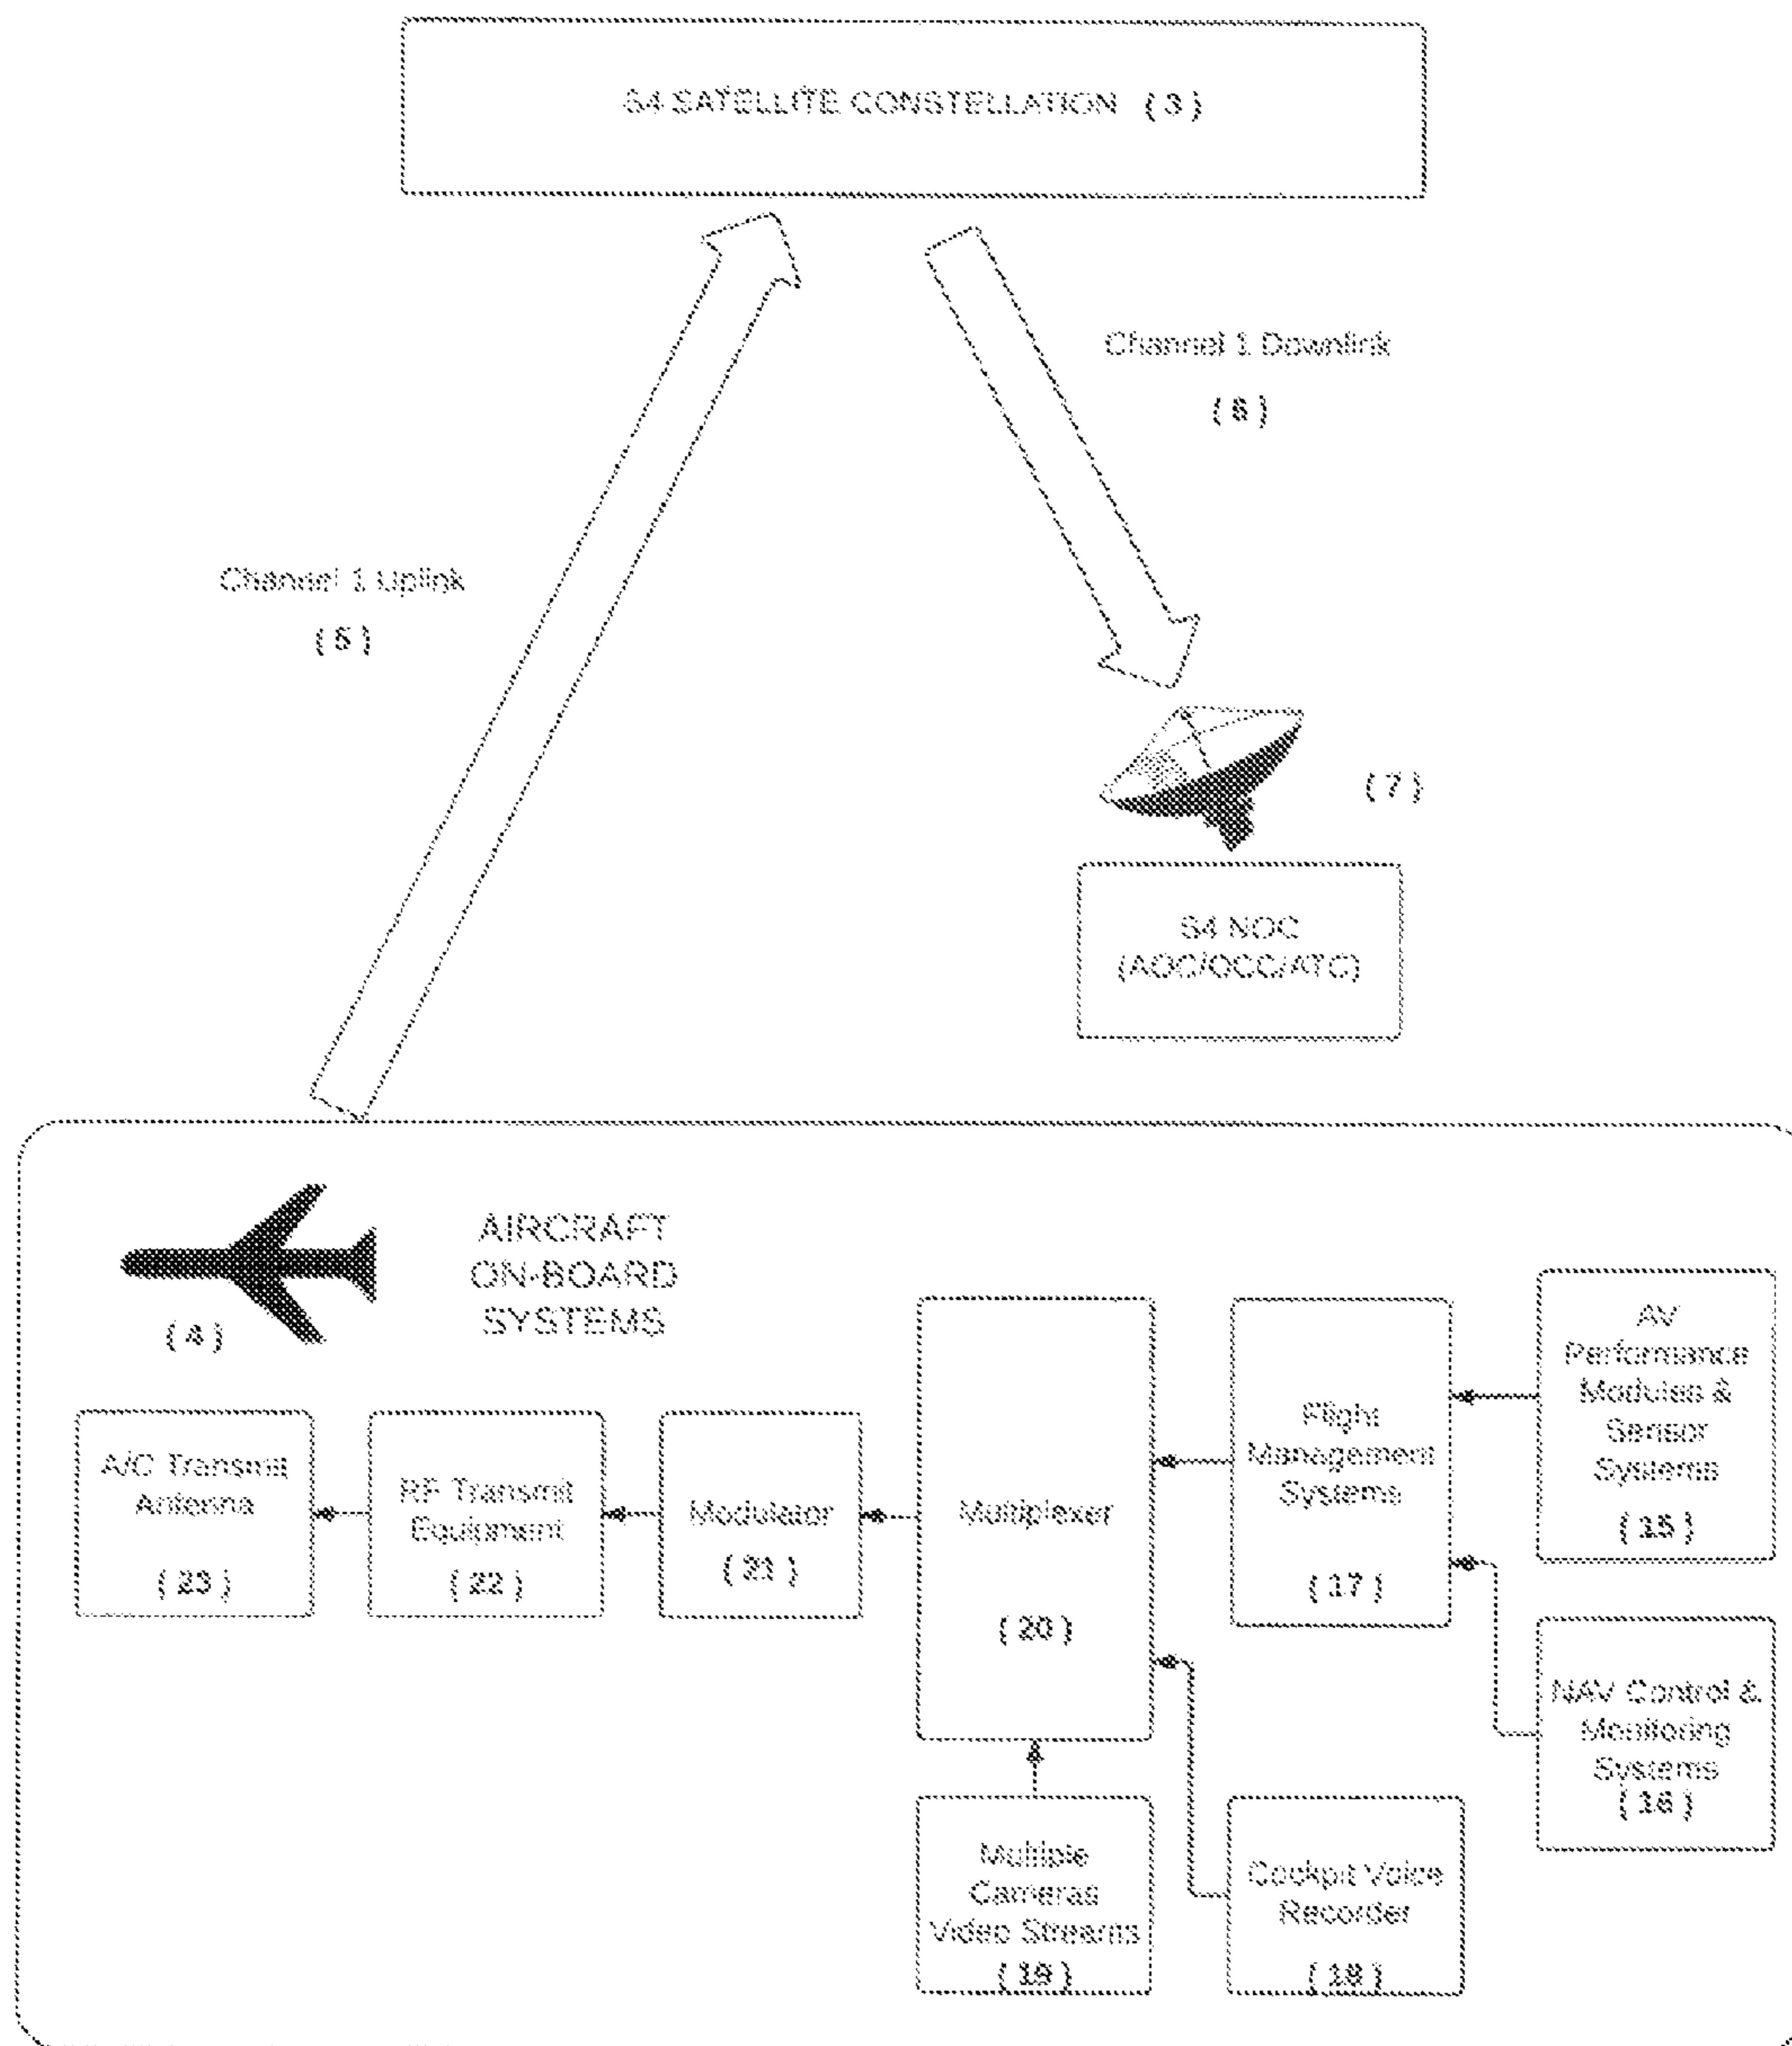 S4 SATELLITE CONSTELLATION ( 3 )
Channel 1 Downlink
( 6 )
Channel 1 Uplink
( 5 )
( 7 )
S4 NOC
(AOC/OCC/ATC)
( 4 )
AIRCRAFT
ON-BOARD
SYSTEMS
A/C Transmit
Antenna
( 23 )
RF Transmit
Equipment
( 22 )
Modulator
( 21 )
Multiplexer
( 20 )
Flight
Management
Systems
( 17 )
AV
Performance
Modules &
Sensor
Systems
( 15 )
NAV Control &
Monitoring
Systems
( 16 )
Multiple
Cameras
Video Streams
( 19 )
Cockpit Voice
Recorder
( 18 )